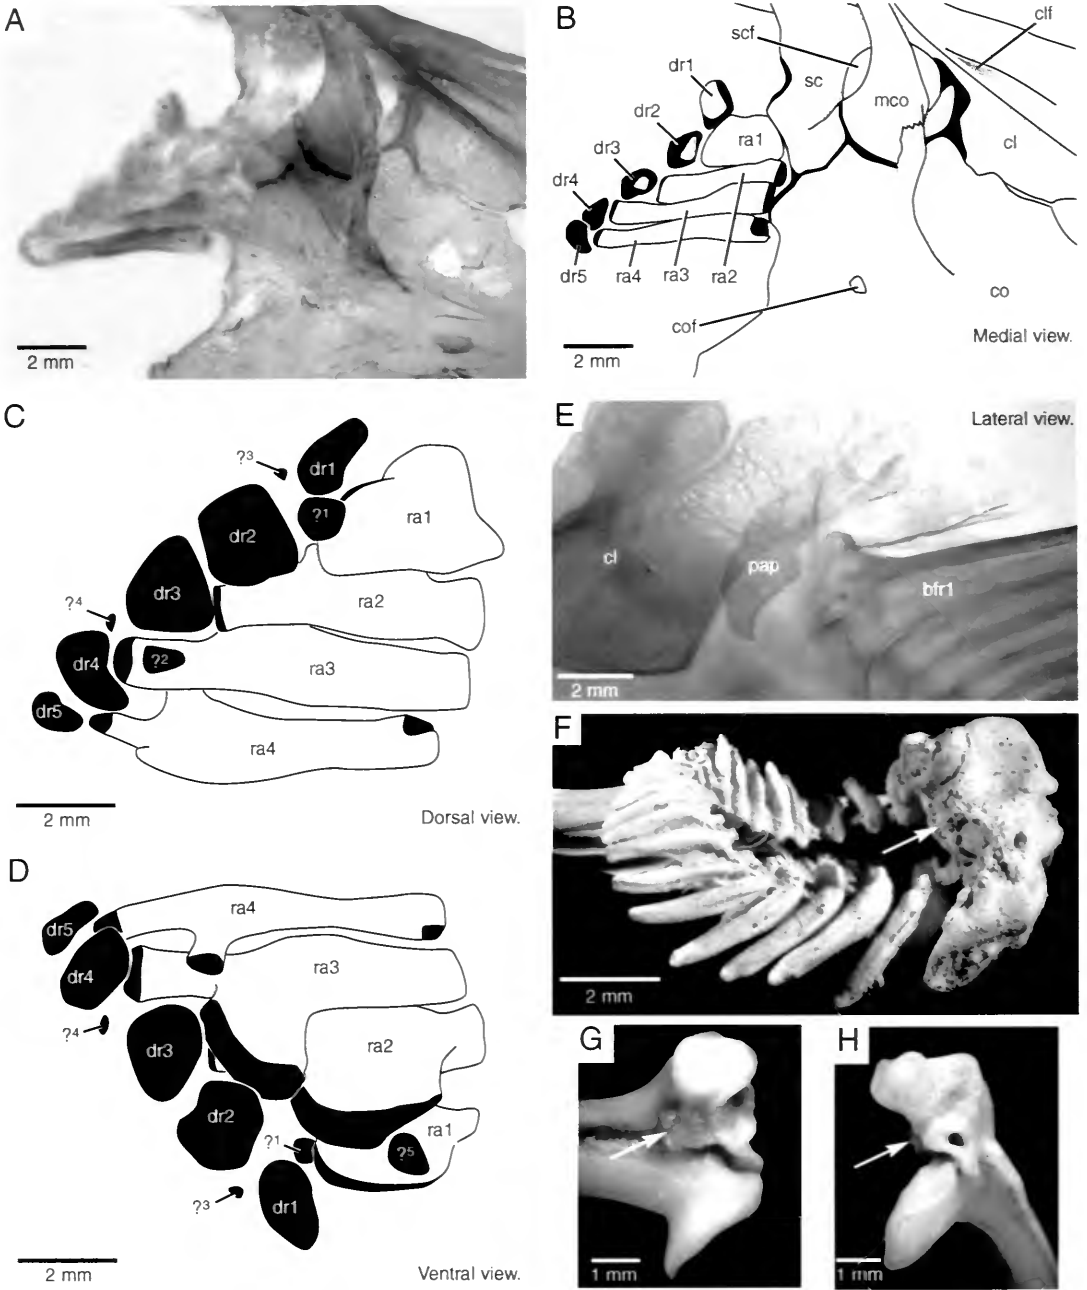 A
2 mm
B
scf
clf
dr1
sc
mco
dr2
ra1
cl
dr3
dr4
dr5
ra4
ra3
ra2
co
cof
2 mm
Medial view.
C
?3
dr1
?1
ra1
dr2
dr3
ra2
?4
dr4
?2
ra3
dr5
ra4
2 mm
Dorsal view.
D
ra4
dr5
dr4
ra3
?4
dr3
ra2
dr2
ra1
?1
?5
?3
dr1
2 mm
Ventral view.
E
Lateral view.
cl
pap
bfr1
2 mm
F
2 mm
G
1 mm
H
1 mm